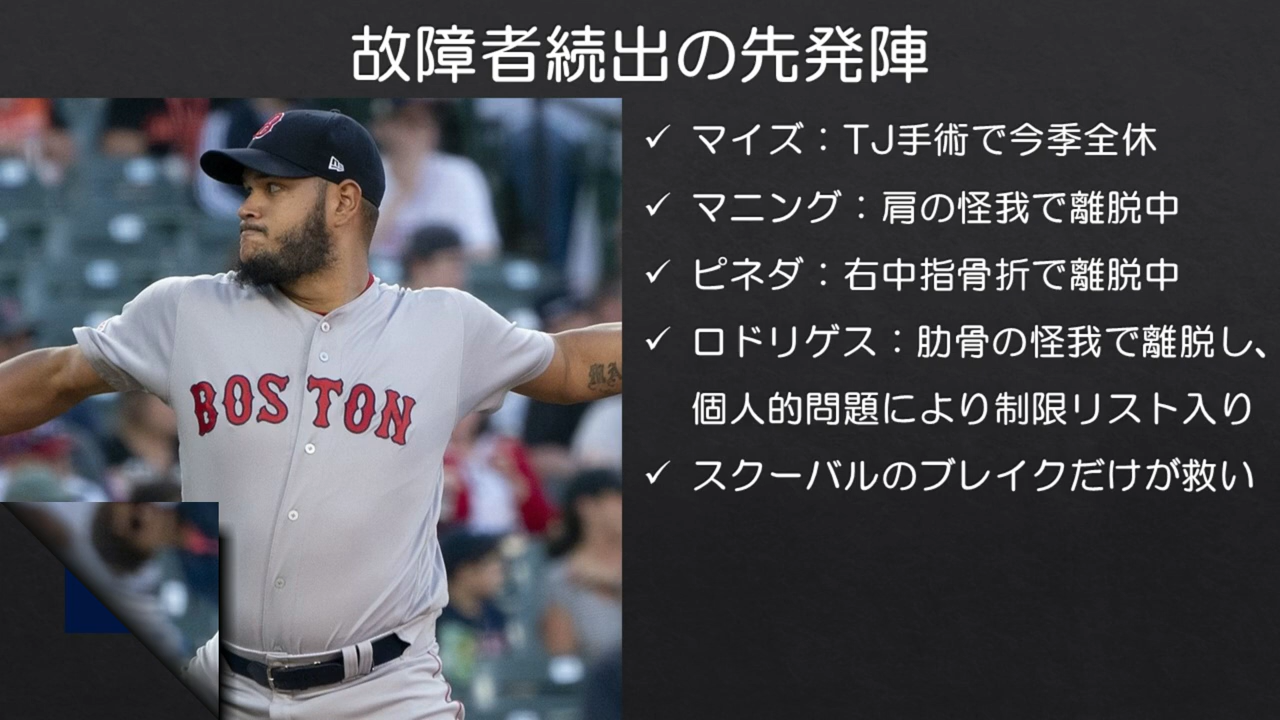 故障者続出の先発陣
✓ マイズ：TJ手術で今季全休
✓ マニング：肩の怪我で離脱中
✓ ピネダ：右中指骨折で離脱中
✓ ロドリゲス：肋骨の怪我で離脱し、
個人的問題により制限リスト入り
✓ スクーバルのブレイクだけが救い
B
BOSTON